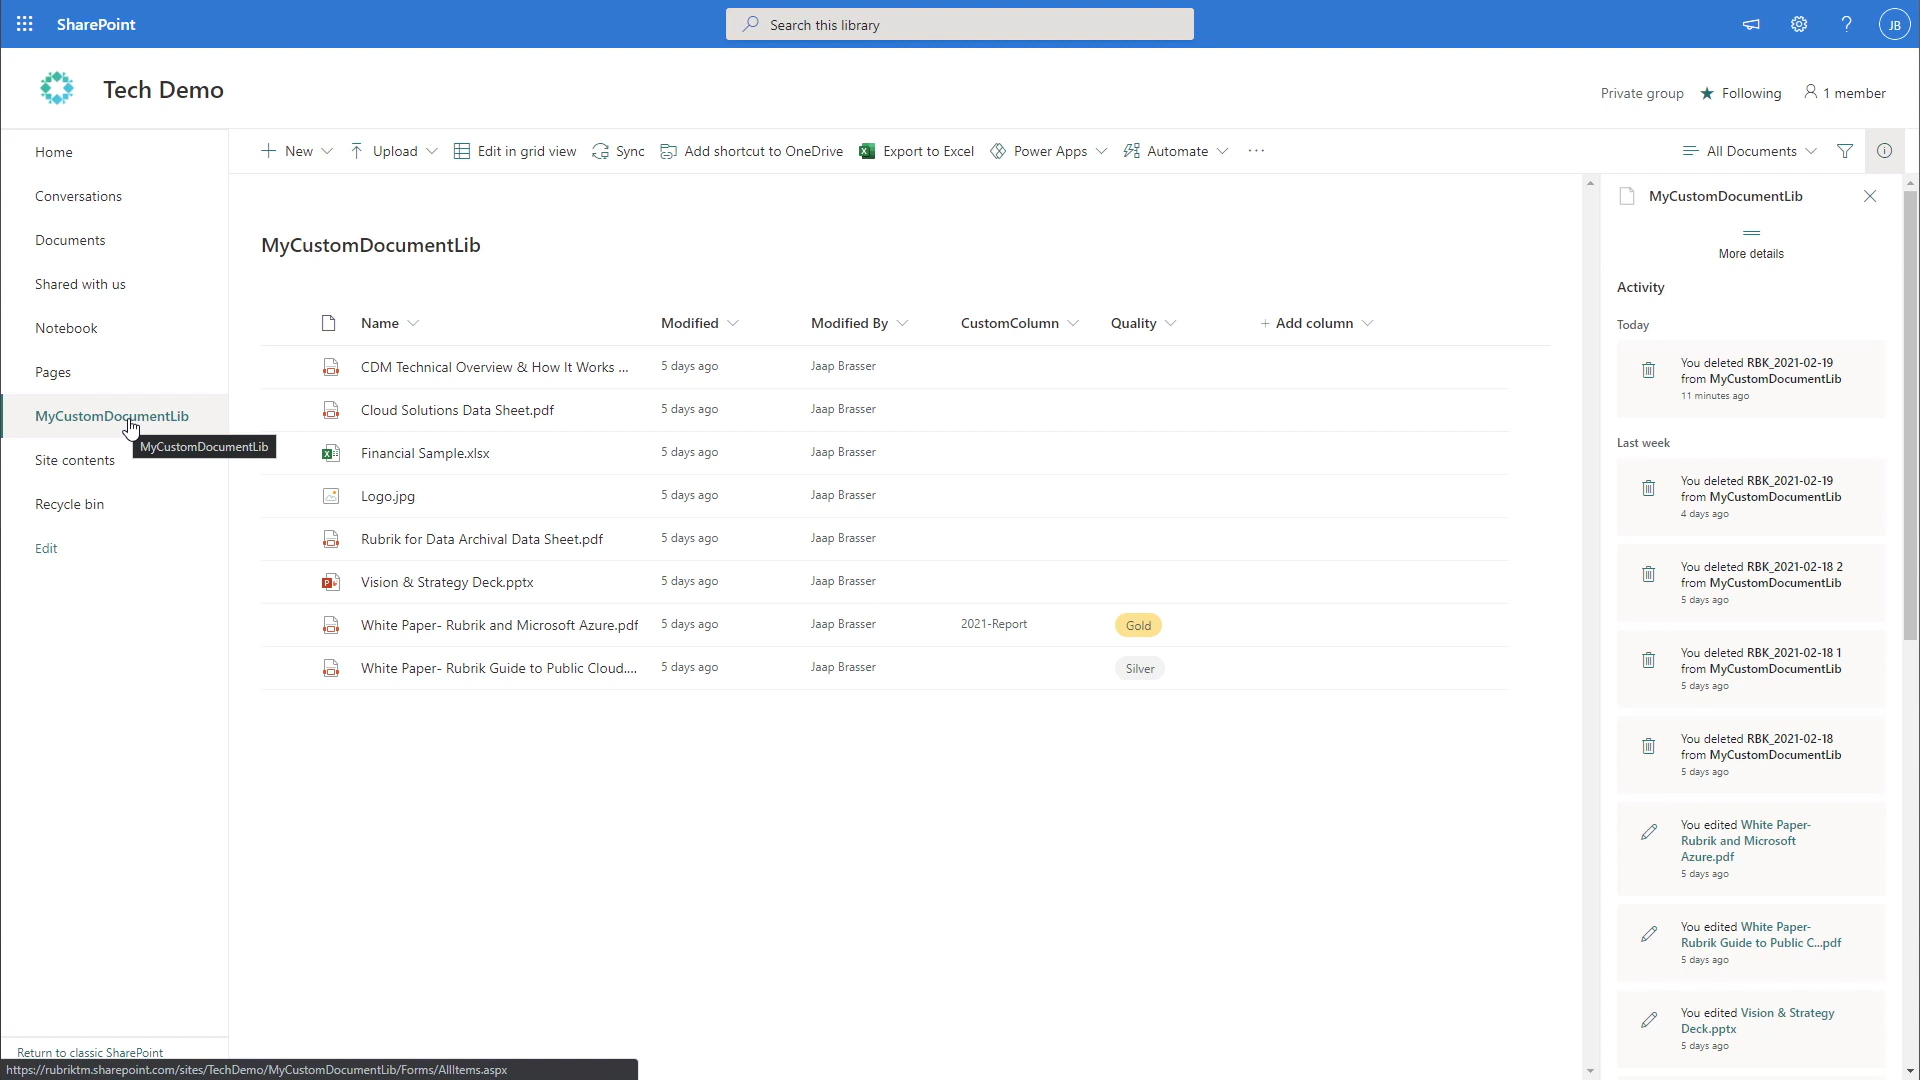 SharePoint
Search this library
?
JB
Tech Demo
Private group
Following
1 member
Home
Conversations
Documents
Shared with us
Notebook
Pages
MyCustomDocumentLib
MyCustomDocumentLib
Site contents
Recycle bin
Edit
Return to classic SharePoint
https://rubriktm.sharepoint.com/sites/TechDemo/MyCustomDocumentLib/Forms/AllItems.aspx
+ New
Upload
Edit in grid view
Sync
Add shortcut to OneDrive
Export to Excel
Power Apps
Automate
...
All Documents
MyCustomDocumentLib
Name Modified Modified By CustomColumn Quality + Add column
CDM Technical Overview & How It Works ... 5 days ago Jaap Brasser
Cloud Solutions Data Sheet.pdf 5 days ago Jaap Brasser
Financial Sample.xlsx 5 days ago Jaap Brasser
Logo.jpg 5 days ago Jaap Brasser
Rubrik for Data Archival Data Sheet.pdf 5 days ago Jaap Brasser
Vision & Strategy Deck.pptx 5 days ago Jaap Brasser
White Paper- Rubrik and Microsoft Azure.pdf 5 days ago Jaap Brasser 2021-Report Gold
White Paper- Rubrik Guide to Public Cloud.... 5 days ago Jaap Brasser Silver
MyCustomDocumentLib
More details
Activity
Today
You deleted RBK_2021-02-19
from MyCustomDocumentLib
11 minutes ago
Last week
You deleted RBK_2021-02-19
from MyCustomDocumentLib
4 days ago
You deleted RBK_2021-02-18 2
from MyCustomDocumentLib
5 days ago
You deleted RBK_2021-02-18 1
from MyCustomDocumentLib
5 days ago
You deleted RBK_2021-02-18
from MyCustomDocumentLib
5 days ago
You edited White Paper-
Rubrik and Microsoft
Azure.pdf
5 days ago
You edited White Paper-
Rubrik Guide to Public C...pdf
5 days ago
You edited Vision & Strategy
Deck.pptx
5 days ago